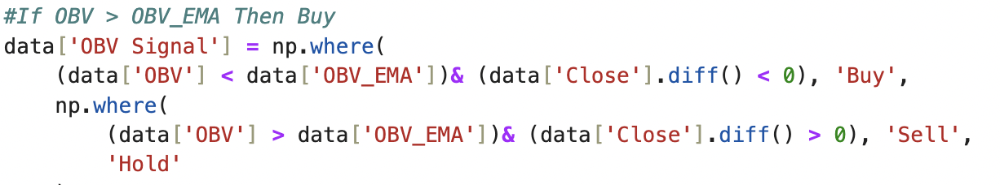 #If OBV > OBV_EMA Then Buy
data['OBV Signal'] = np.where(
    (data['OBV'] < data['OBV_EMA'])& (data['Close'].diff() < 0), 'Buy',
    np.where(
        (data['OBV'] > data['OBV_EMA'])& (data['Close'].diff() > 0), 'Sell',
        'Hold'